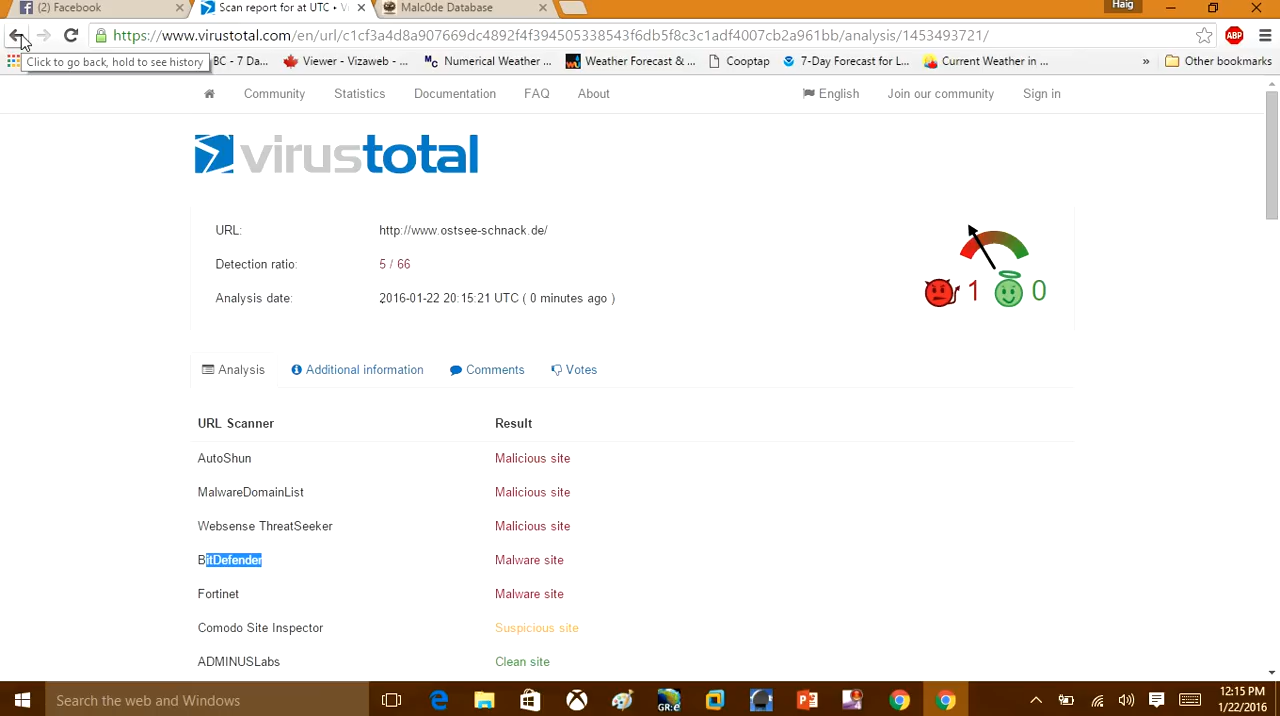 (2) Facebook
Scan report for at UTC • V
Malc0de Database
Haig
https://www.virustotal.com/en/url/c1cf3a4d8a907669dc4892f4f394505338543f6db5f8c3c1adf4007cb2a961bb/analysis/1453493721/
ABP
Click to go back, hold to see history
BC - 7 Da...
Viewer - Vizaweb - ...
Numerical Weather ...
Weather Forecast & ...
Cooptap
7-Day Forecast for L...
Current Weather in ...
»
Other bookmarks
Community
Statistics
Documentation
FAQ
About
English
Join our community
Sign in
virustotal
URL:
http://www.ostsee-schnack.de/
Detection ratio:
5 / 66
Analysis date:
2016-01-22 20:15:21 UTC ( 0 minutes ago )
1
0
Analysis
Additional information
Comments
Votes
URL Scanner
Result
AutoShun
Malicious site
MalwareDomainList
Malicious site
Websense ThreatSeeker
Malicious site
BitDefender
Malware site
Fortinet
Malware site
Comodo Site Inspector
Suspicious site
ADMINUSLabs
Clean site
Search the web and Windows
GR:e
12:15 PM
1/22/2016